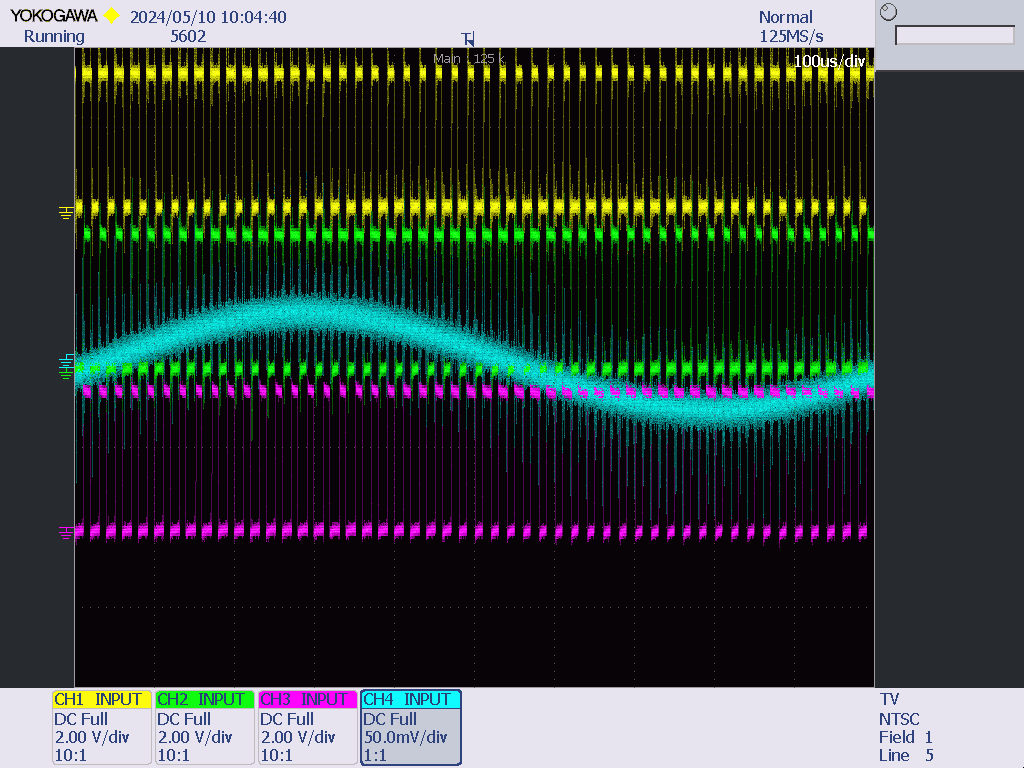 YOKOGAWA 2024/05/10 10:04:40 Normal
Running 5602 125MS/s
T
Main : 125 k
100us/div
CH1 INPUT CH2 INPUT CH3 INPUT CH4 INPUT
DC Full DC Full DC Full DC Full
2.00 V/div 2.00 V/div 2.00 V/div 50.0mV/div
10:1 10:1 10:1 1:1
TV
NTSC
Field 1
Line 5